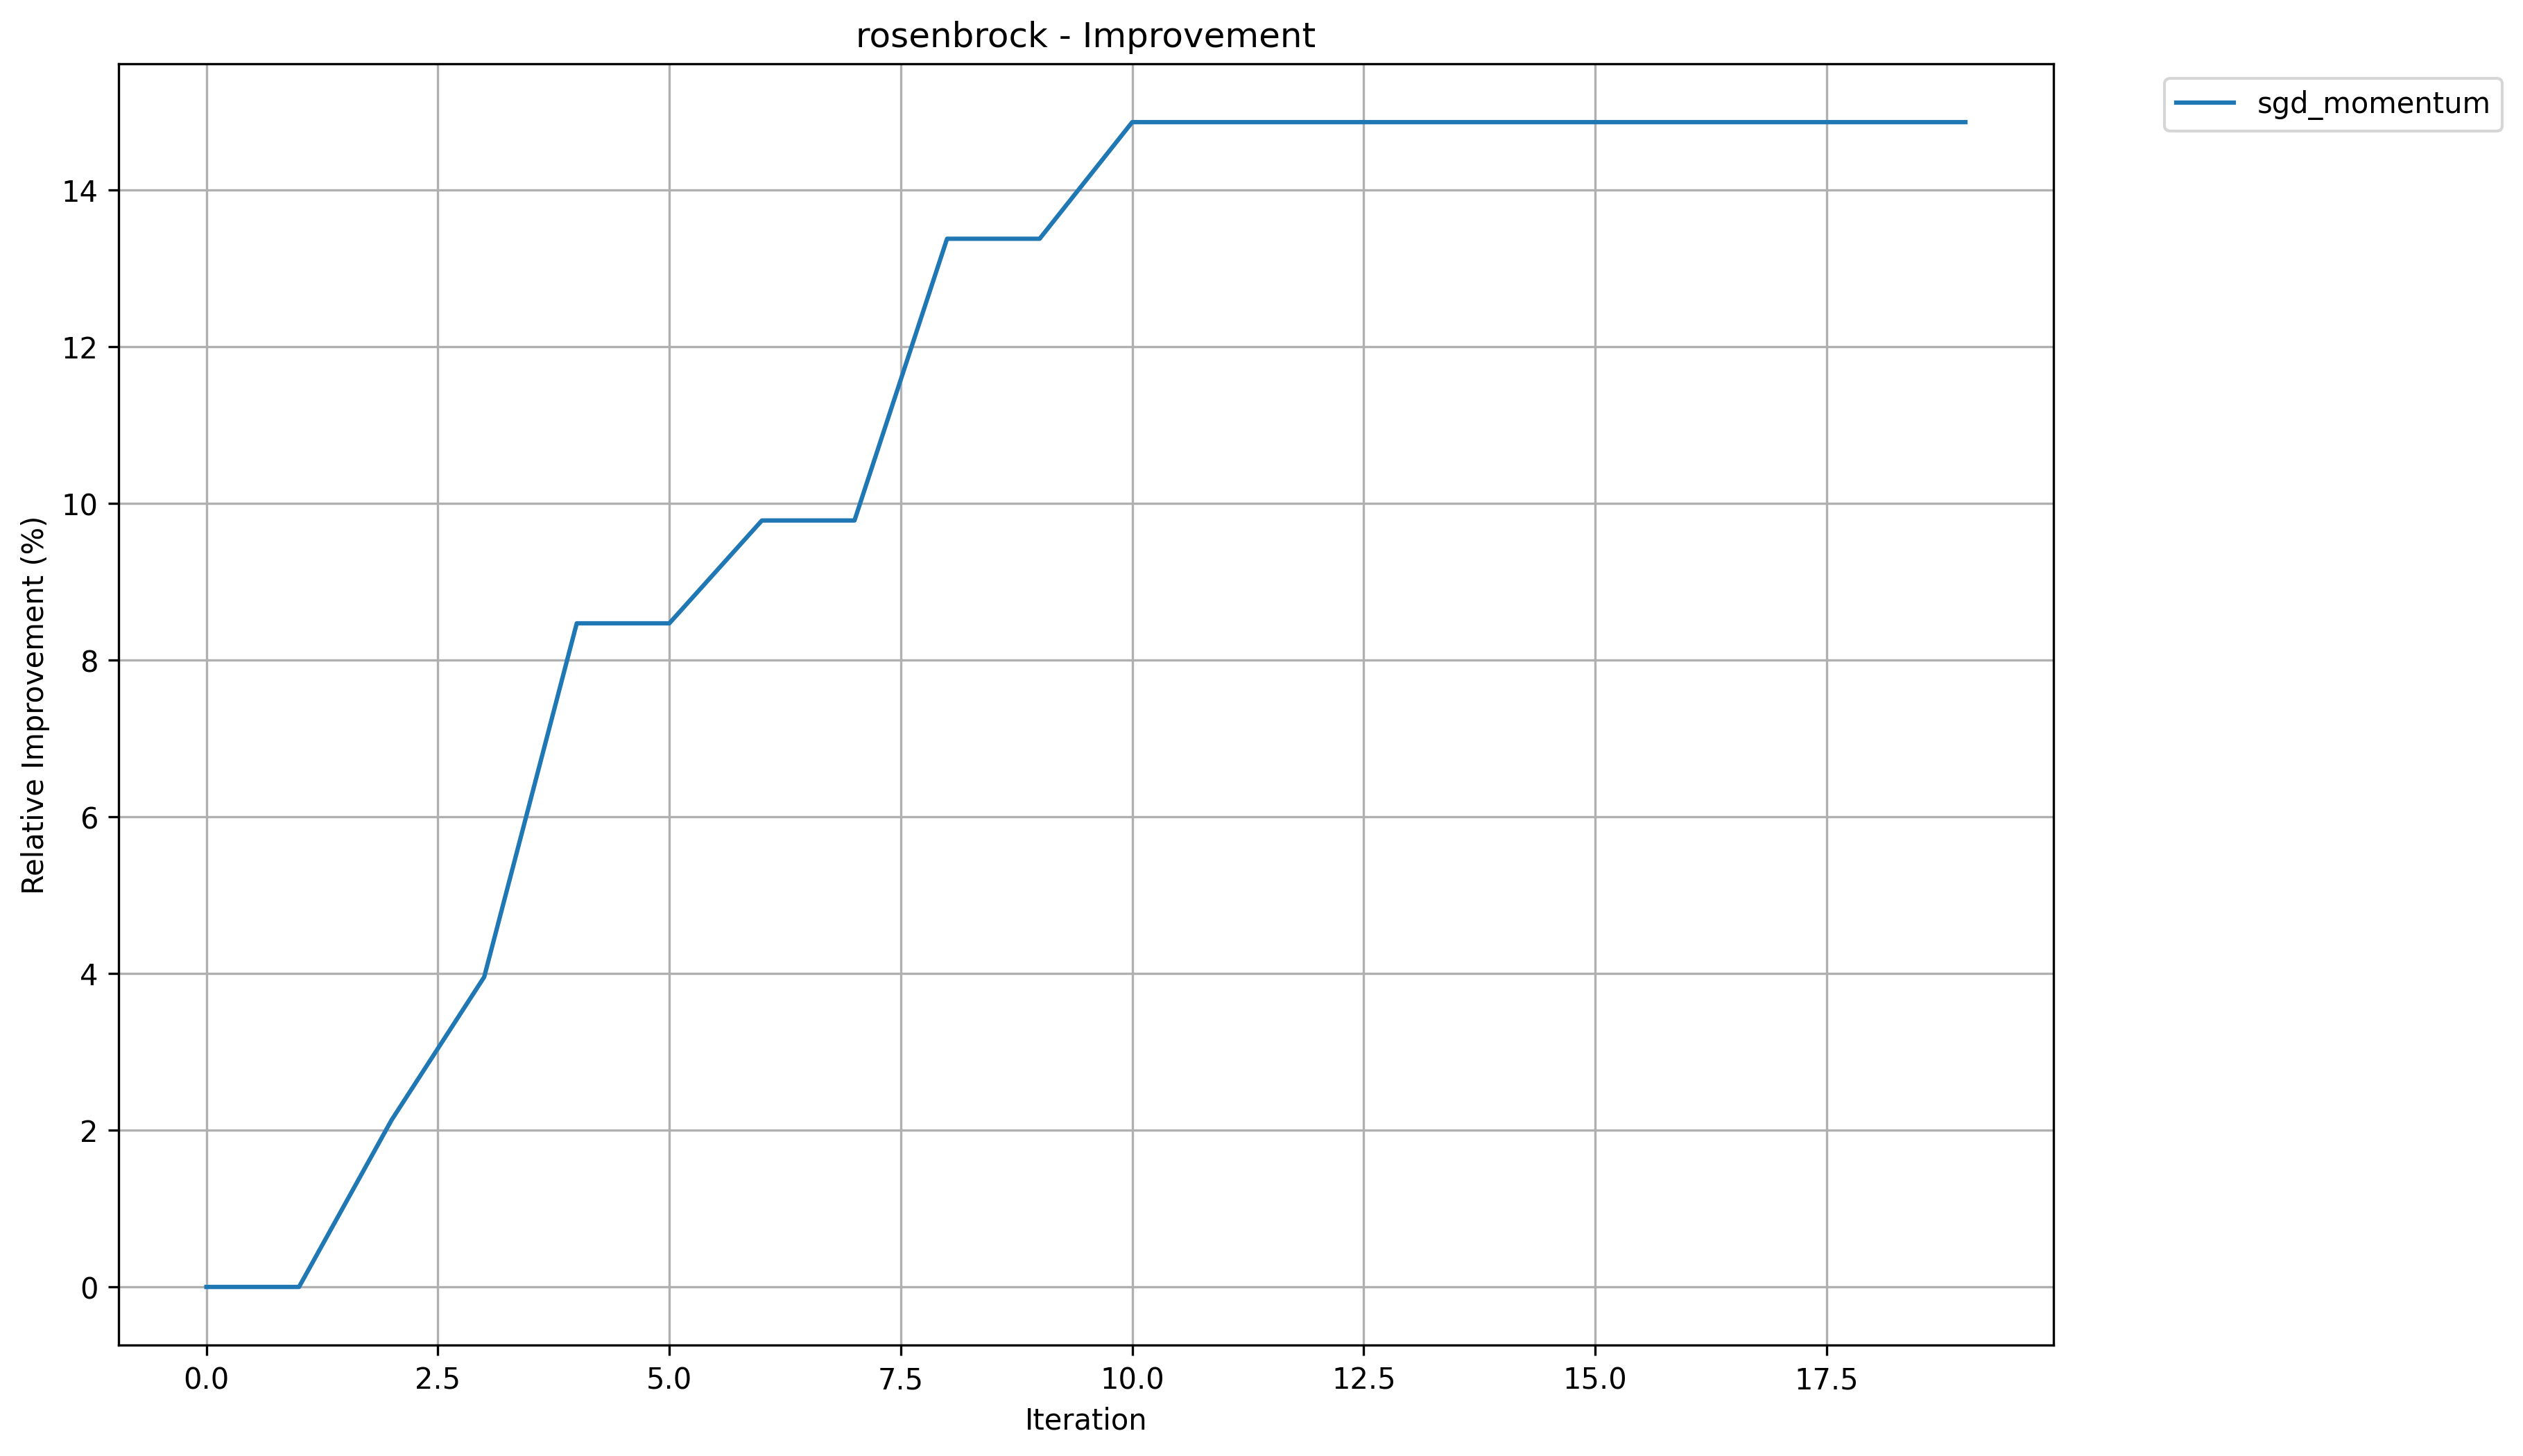 rosenbrock - Improvement
sgd_momentum
Relative Improvement (%)
14
12
10
8
6
4
2
0
0.0 2.5 5.0 7.5 10.0 12.5 15.0 17.5
Iteration